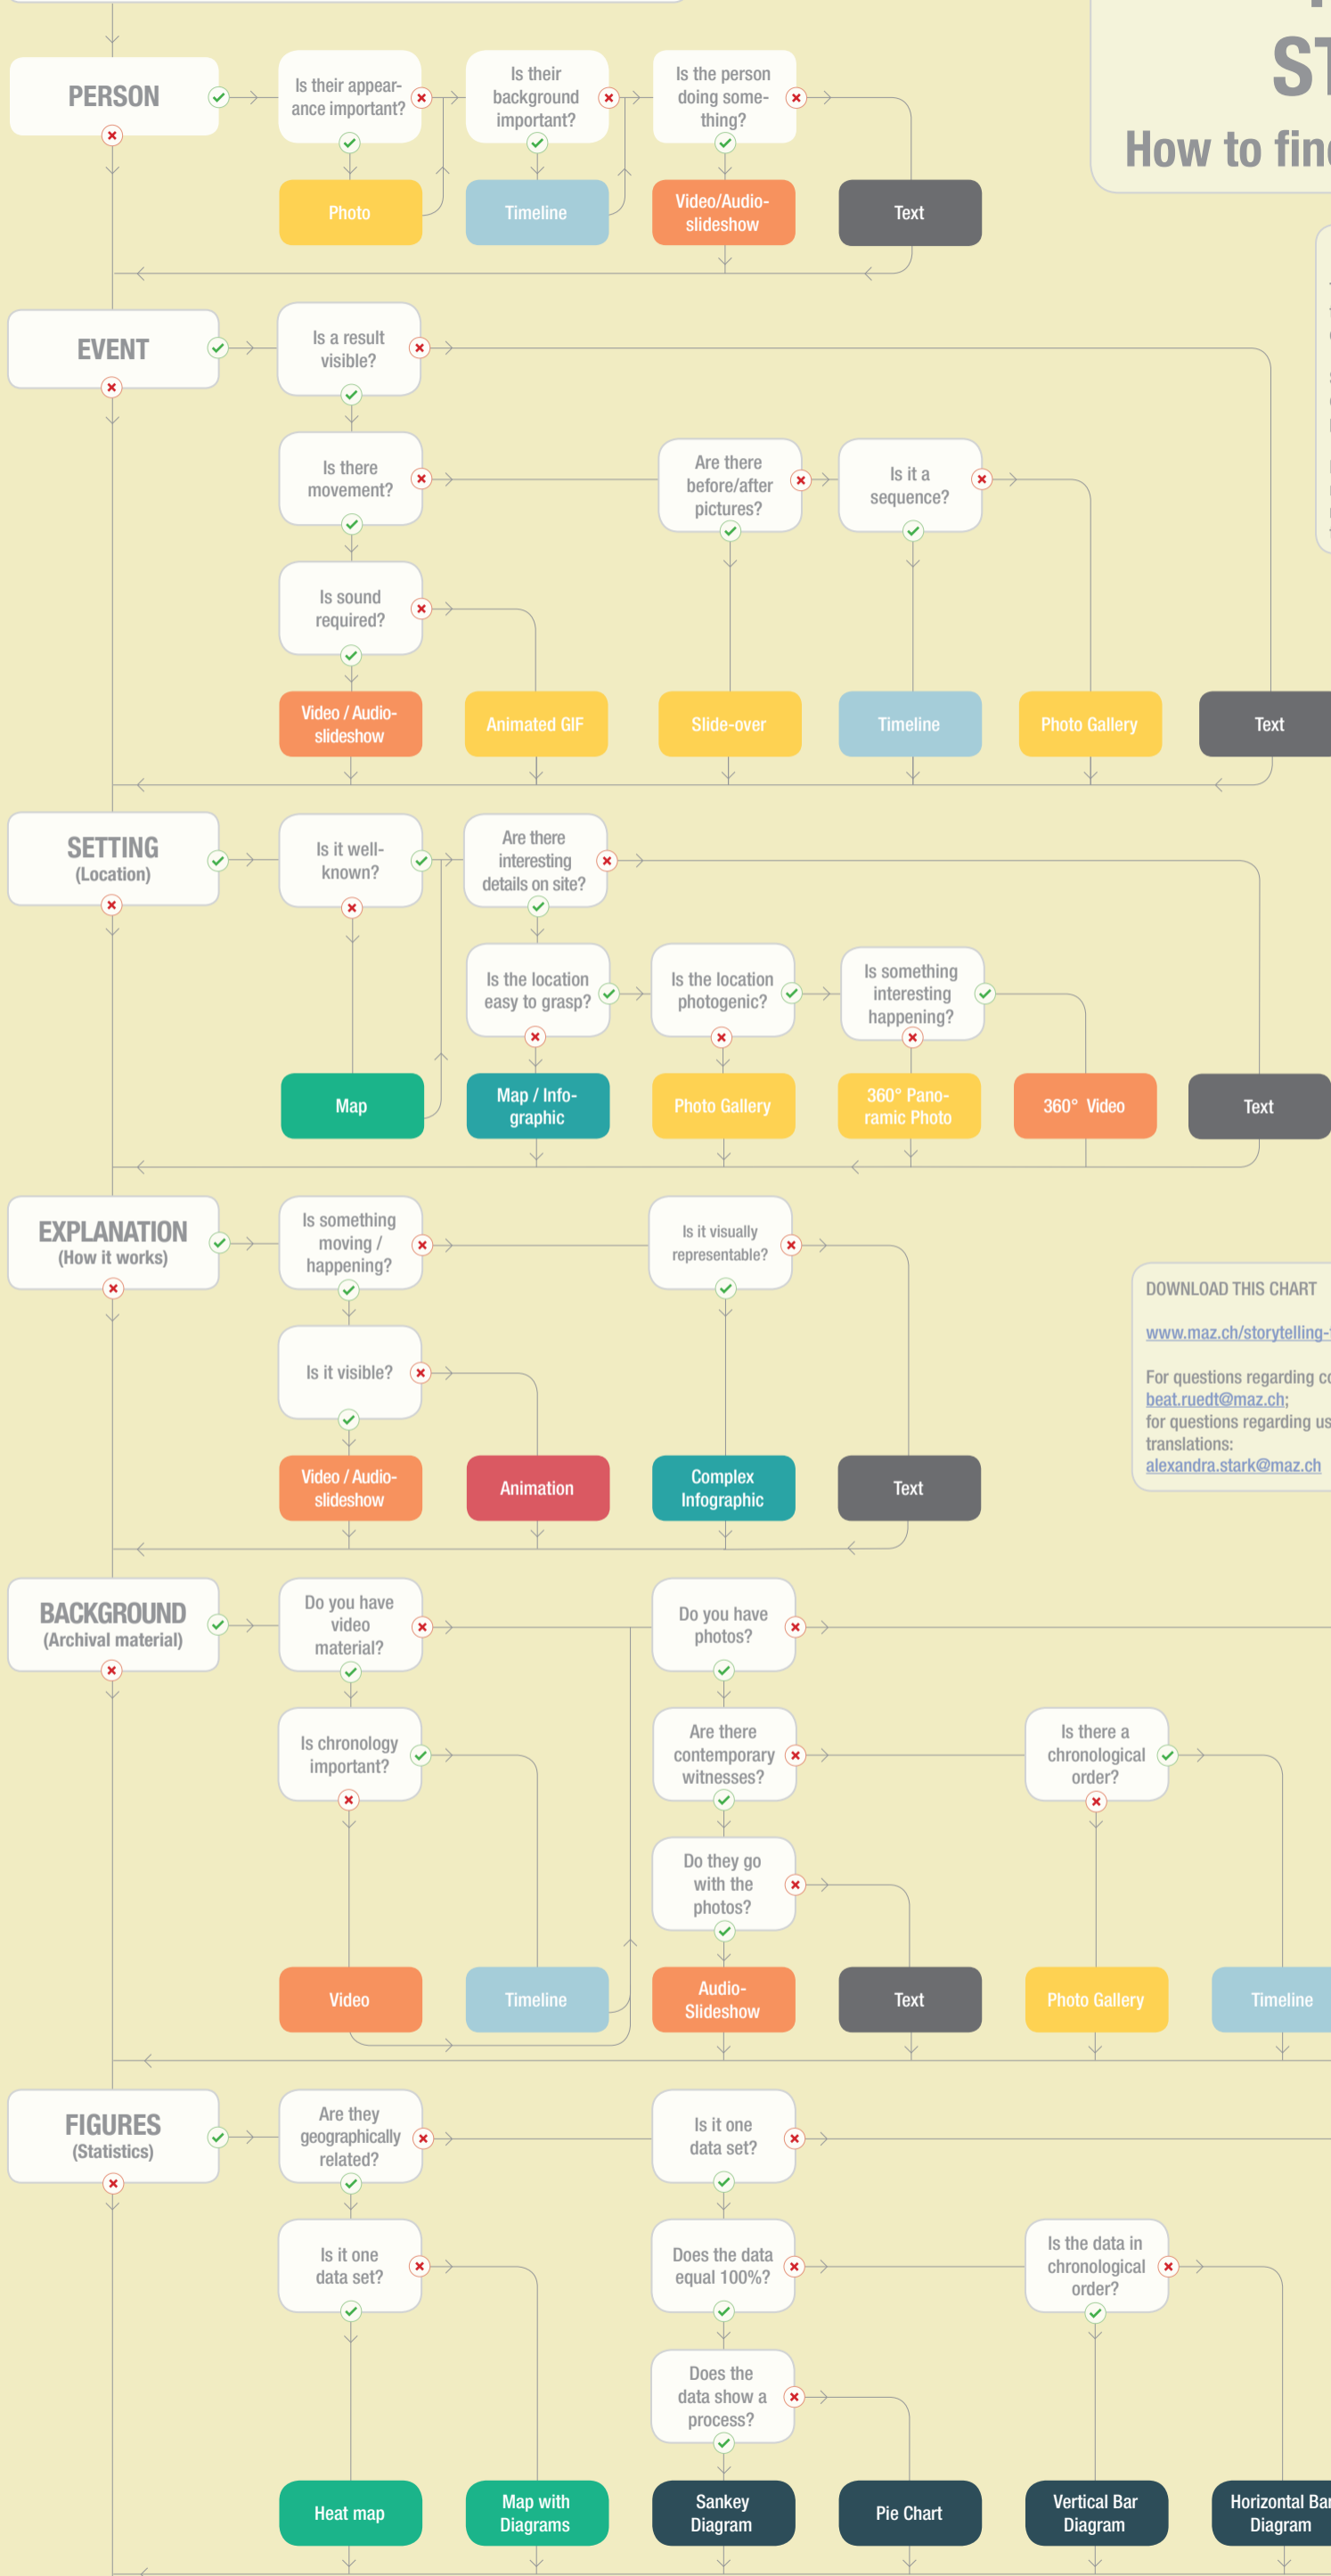 ST
How to find
PERSON
Is their appear-
ance important?
Is their
background
important?
Is the person
doing some-
thing?
Photo
Timeline
Video/Audio-
slideshow
Text
EVENT
Is a result
visible?
Is there
movement?
Are there
before/after
pictures?
Is it a
sequence?
Is sound
required?
Video / Audio-
slideshow
Animated GIF
Slide-over
Timeline
Photo Gallery
Text
SETTING
(Location)
Is it well-
known?
Are there
interesting
details on site?
Is the location
easy to grasp?
Is the location
photogenic?
Is something
interesting
happening?
Map
Map / Info-
graphic
Photo Gallery
360° Pano-
ramic Photo
360° Video
Text
EXPLANATION
(How it works)
Is something
moving /
happening?
Is it visually
representable?
Is it visible?
Video / Audio-
slideshow
Animation
Complex
Infographic
Text
DOWNLOAD THIS CHART
www.maz.ch/storytelling-
For questions regarding co
beat.ruedt@maz.ch;
for questions regarding us
translations:
alexandra.stark@maz.ch
BACKGROUND
(Archival material)
Do you have
video
material?
Do you have
photos?
Is chronology
important?
Are there
contemporary
witnesses?
Is there a
chronological
order?
Do they go
with the
photos?
Video
Timeline
Audio-
Slideshow
Text
Photo Gallery
Timeline
FIGURES
(Statistics)
Are they
geographically
related?
Is it one
data set?
Is it one
data set?
Does the data
equal 100%?
Is the data in
chronological
order?
Does the
data show a
process?
Heat map
Map with
Diagrams
Sankey
Diagram
Pie Chart
Vertical Bar
Diagram
Horizontal Bar
Diagram